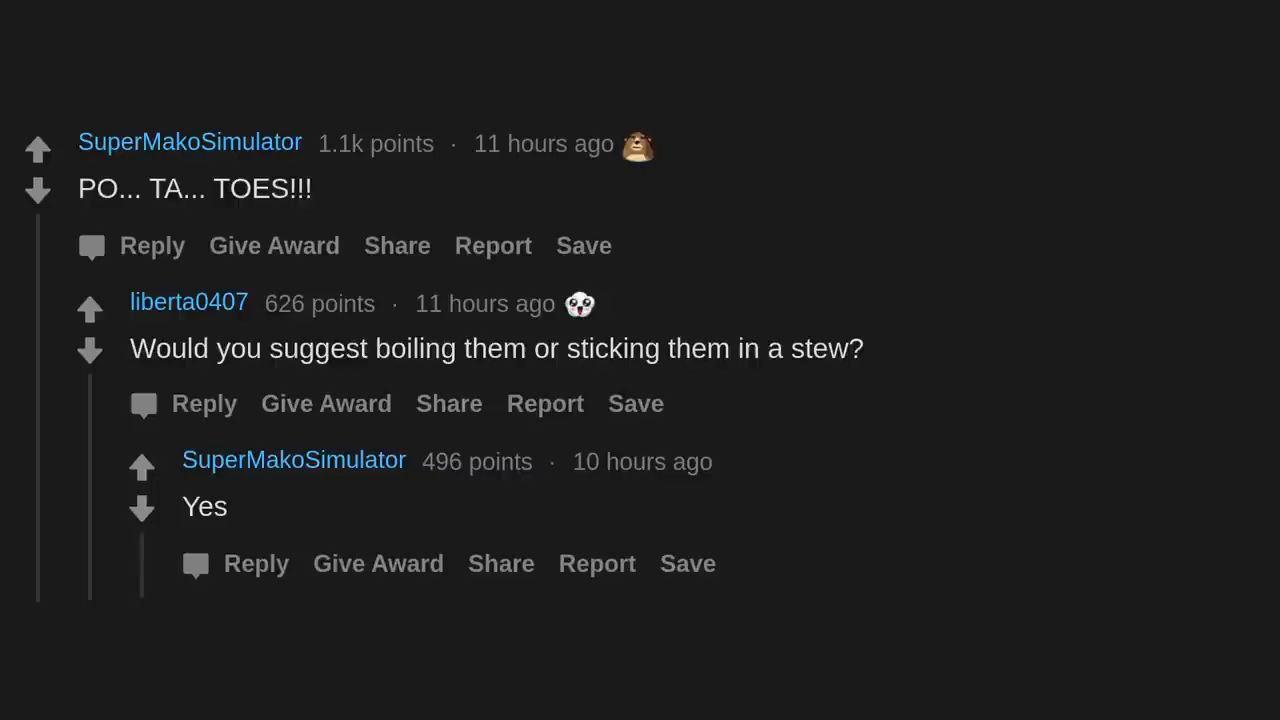 SuperMakoSimulator 1.1k points · 11 hours ago
PO... TA... TOES!!!
Reply Give Award Share Report Save
liberta0407 626 points · 11 hours ago
Would you suggest boiling them or sticking them in a stew?
Reply Give Award Share Report Save
SuperMakoSimulator 496 points · 10 hours ago
Yes
Reply Give Award Share Report Save